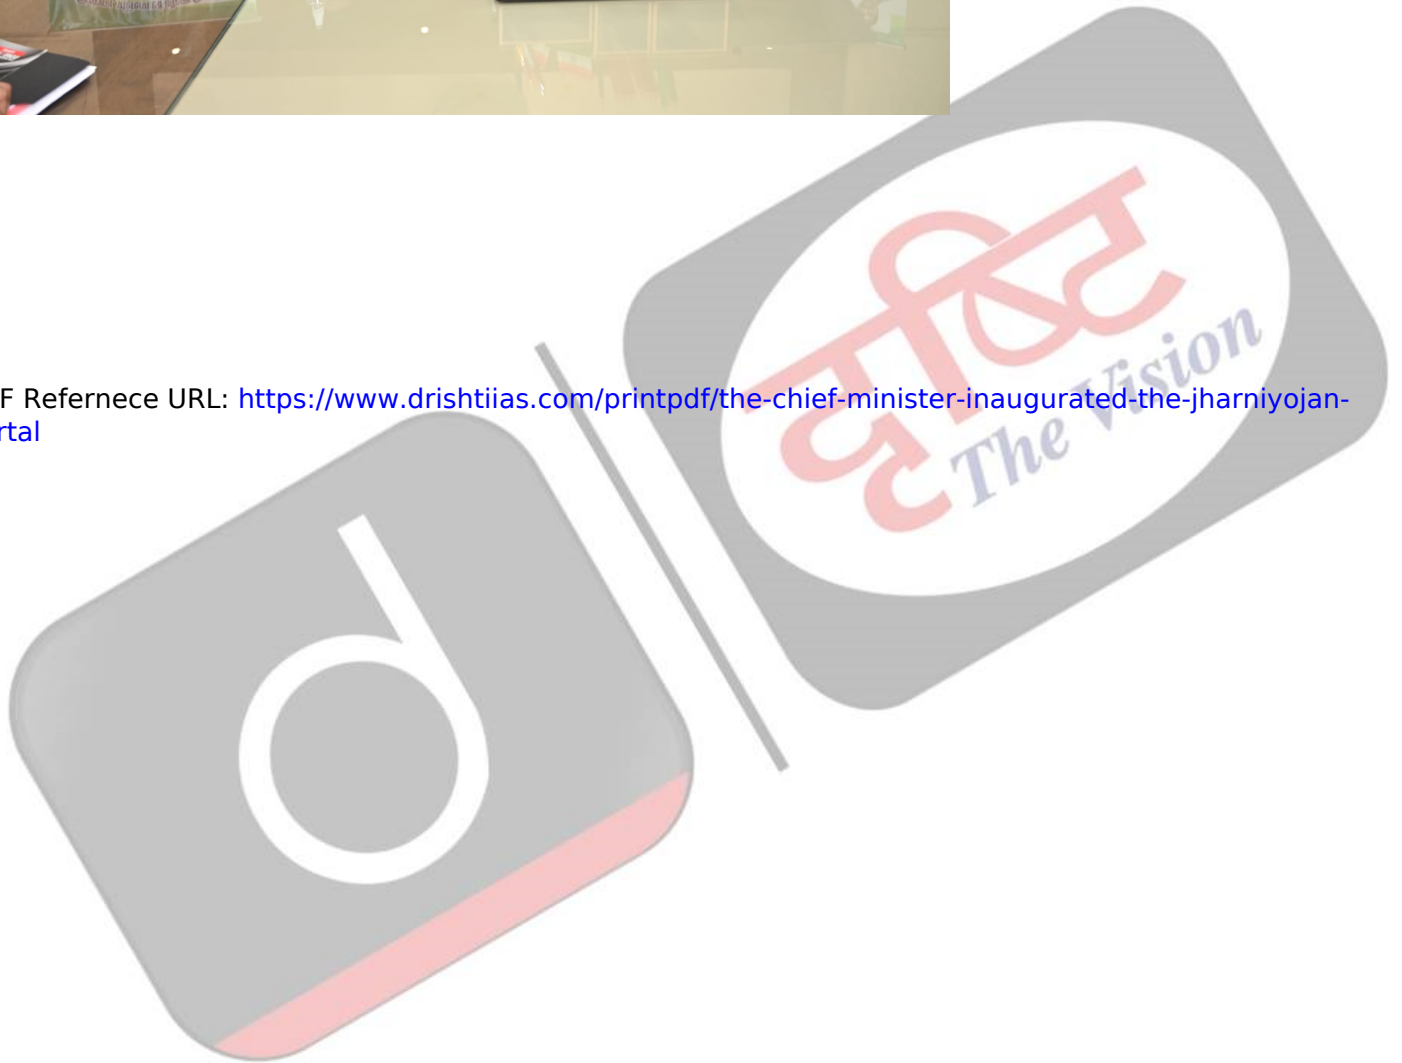 F Refernece URL: https://www.drishtiias.com/printpdf/the-chief-minister-inaugurated-the-jharniyojan-
rtal
दृष्टि
The Vision